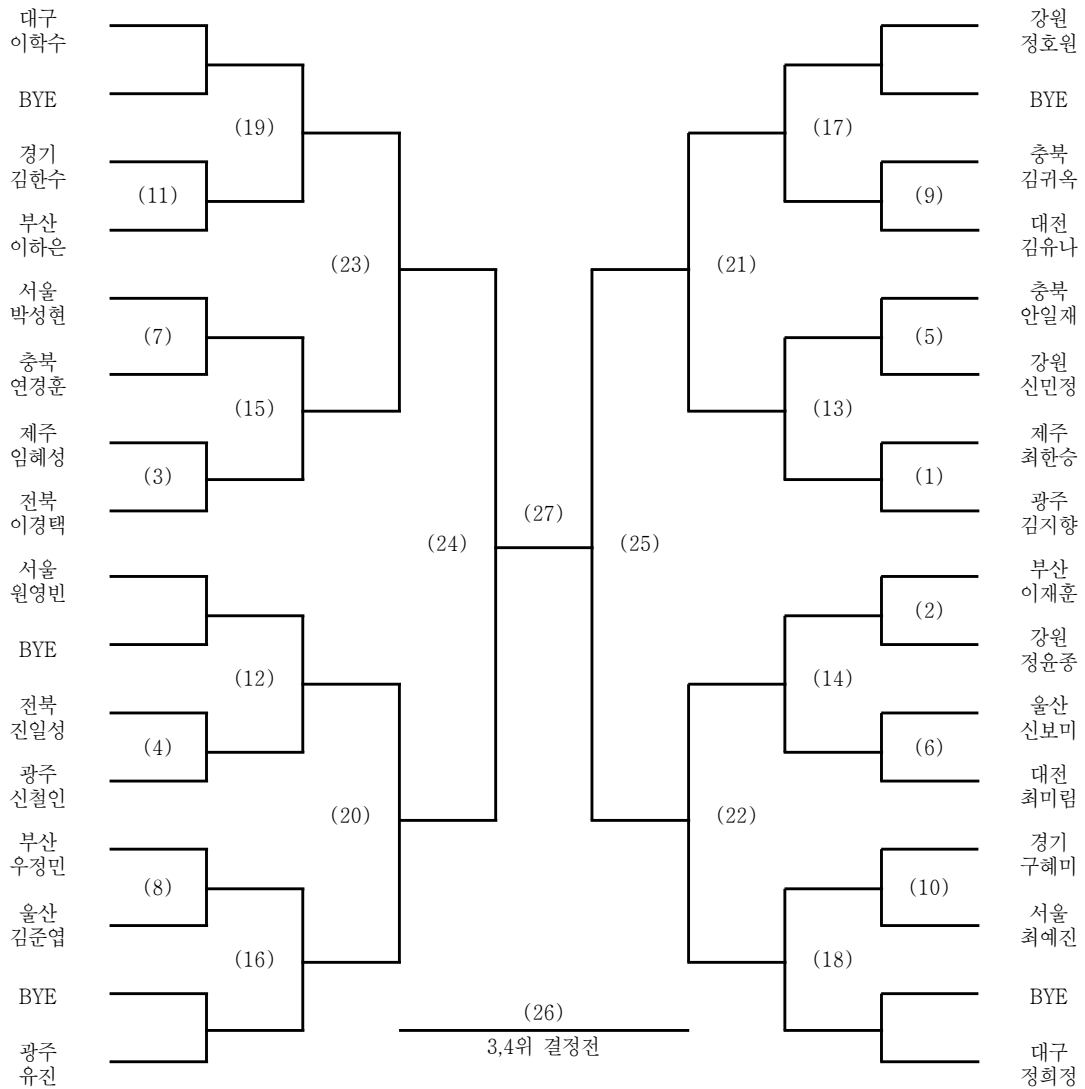 대구
이학수
BYE
(19)
경기
김한수
(11)
부산
이하은
(23)
서울
박성현
(7)
충북
연경훈
(15)
제주
임혜성
(3)
전북
이경택
(24)
서울
원영빈
BYE
(12)
전북
진일성
(4)
광주
신철인
(20)
부산
우정민
(8)
울산
김준엽
(16)
BYE
광주
유진
(27)
(26)
3,4위 결정전
강원
정호원
BYE
(17)
충북
김귀옥
(9)
대전
김유나
(21)
충북
안일재
(5)
강원
신민정
(13)
제주
최한승
(1)
광주
김지향
(25)
부산
이재훈
(2)
강원
정윤종
(14)
울산
신보미
(6)
대전
최미림
(22)
경기
구혜미
(10)
서울
최예진
(18)
BYE
대구
정희정